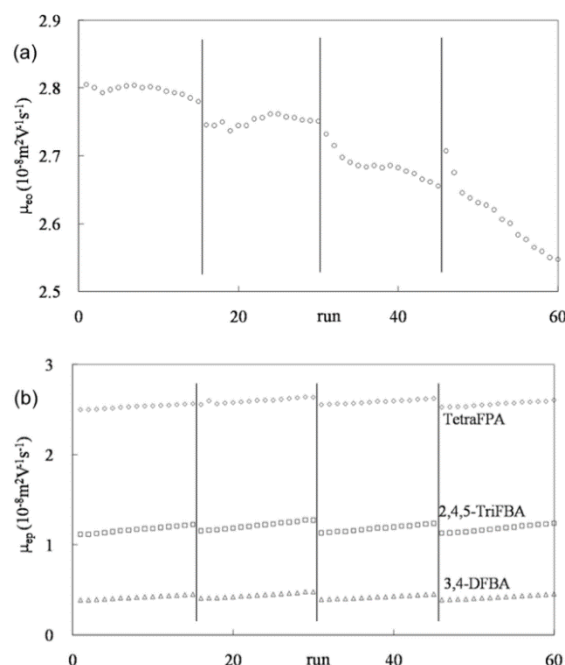 (a)
2.9
2.8
2.7
2.6
2.5
μeo (10-8m2V-1s-1)
0 20 run 40 60
(b)
3
2
1
0
μep (10-8m2V-1s-1)
TetraFPA
2,4,5-TriFBA
3,4-DFBA
0 20 run 40 60